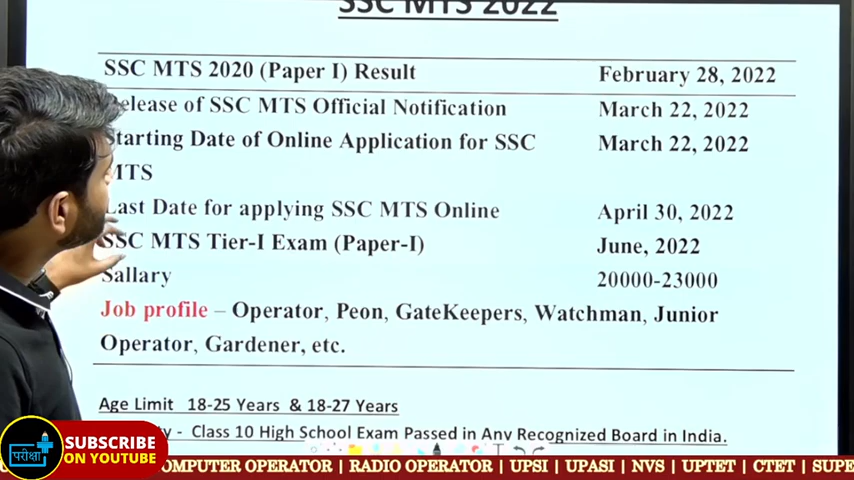 SSC MTS 2022
SSC MTS 2020 (Paper I) Result February 28, 2022
Release of SSC MTS Official Notification March 22, 2022
Starting Date of Online Application for SSC March 22, 2022
MTS
Last Date for applying SSC MTS Online April 30, 2022
SSC MTS Tier-I Exam (Paper-I) June, 2022
Sallary 20000-23000
Job profile – Operator, Peon, GateKeepers, Watchman, Junior
Operator, Gardener, etc.
Age Limit 18-25 Years & 18-27 Years
- Class 10 High School Exam Passed in Any Recognized Board in India.
परीक्षा
SUBSCRIBE
ON YOUTUBE
COMPUTER OPERATOR | RADIO OPERATOR | UPSI | UPASI | NVS | UPTET | CTET | SUPE